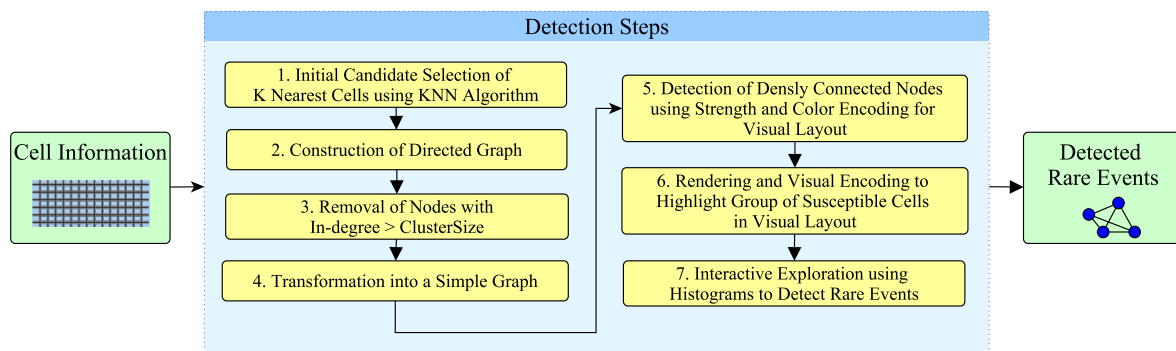 Detection Steps
Cell Information
1. Initial Candidate Selection of
K Nearest Cells using KNN Algorithm
2. Construction of Directed Graph
3. Removal of Nodes with
In-degree > ClusterSize
4. Transformation into a Simple Graph
5. Detection of Densly Connected Nodes
using Strength and Color Encoding for
Visual Layout
6. Rendering and Visual Encoding to
Highlight Group of Susceptible Cells
in Visual Layout
7. Interactive Exploration using
Histograms to Detect Rare Events
Detected
Rare Events